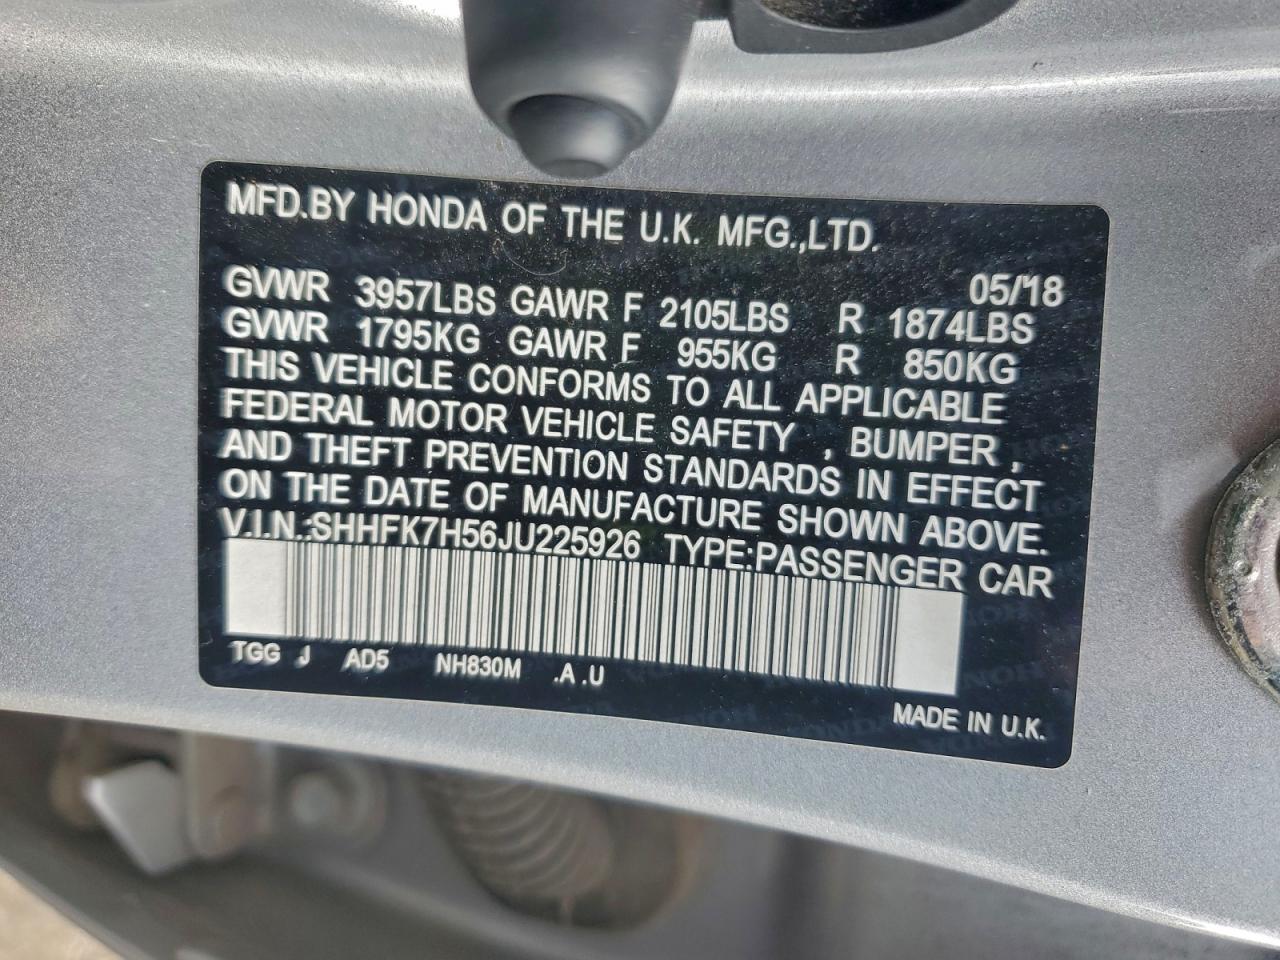 MFD.BY HONDA OF THE U.K. MFG.,LTD.
05/18
GVWR 3957LBS GAWR F 2105LBS R 1874LBS
GVWR 1795KG GAWR F 955KG R 850KG
THIS VEHICLE CONFORMS TO ALL APPLICABLE
FEDERAL MOTOR VEHICLE SAFETY , BUMPER ,
AND THEFT PREVENTION STANDARDS IN EFFECT
ON THE DATE OF MANUFACTURE SHOWN ABOVE.
V.I.N.:SHHFK7H56JU225926 TYPE:PASSENGER CAR
TGG J AD5 NH830M .A .U
MADE IN U.K.